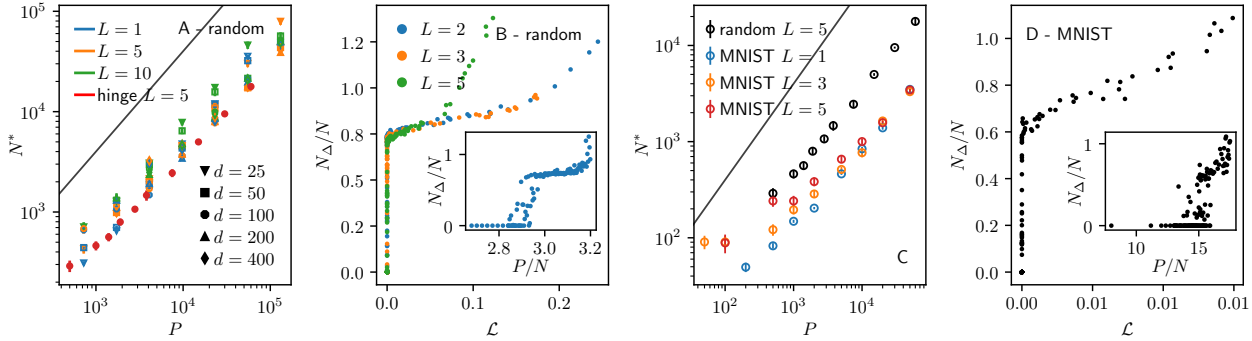 A - random
L = 1
L = 5
L = 10
hinge L = 5
d = 25
d = 50
d = 100
d = 200
d = 400
10^5
10^4
10^3
N*
10^3
10^4
10^5
P
B - random
L = 2
L = 3
L = 5
1.2
1.0
0.8
0.5
0.2
0.0
N_Δ/N
0.0
0.1
0.2
ℒ
1
0
N_Δ/N
2.8
3.0
3.2
P/N
random L = 5
MNIST L = 1
MNIST L = 3
MNIST L = 5
C
10^4
10^3
10^2
N*
10^2
10^3
10^4
P
D - MNIST
1.0
0.8
0.6
0.4
0.2
0.0
N_Δ/N
0.00
0.01
0.01
0.01
ℒ
1
0
N_Δ/N
10
15
P/N